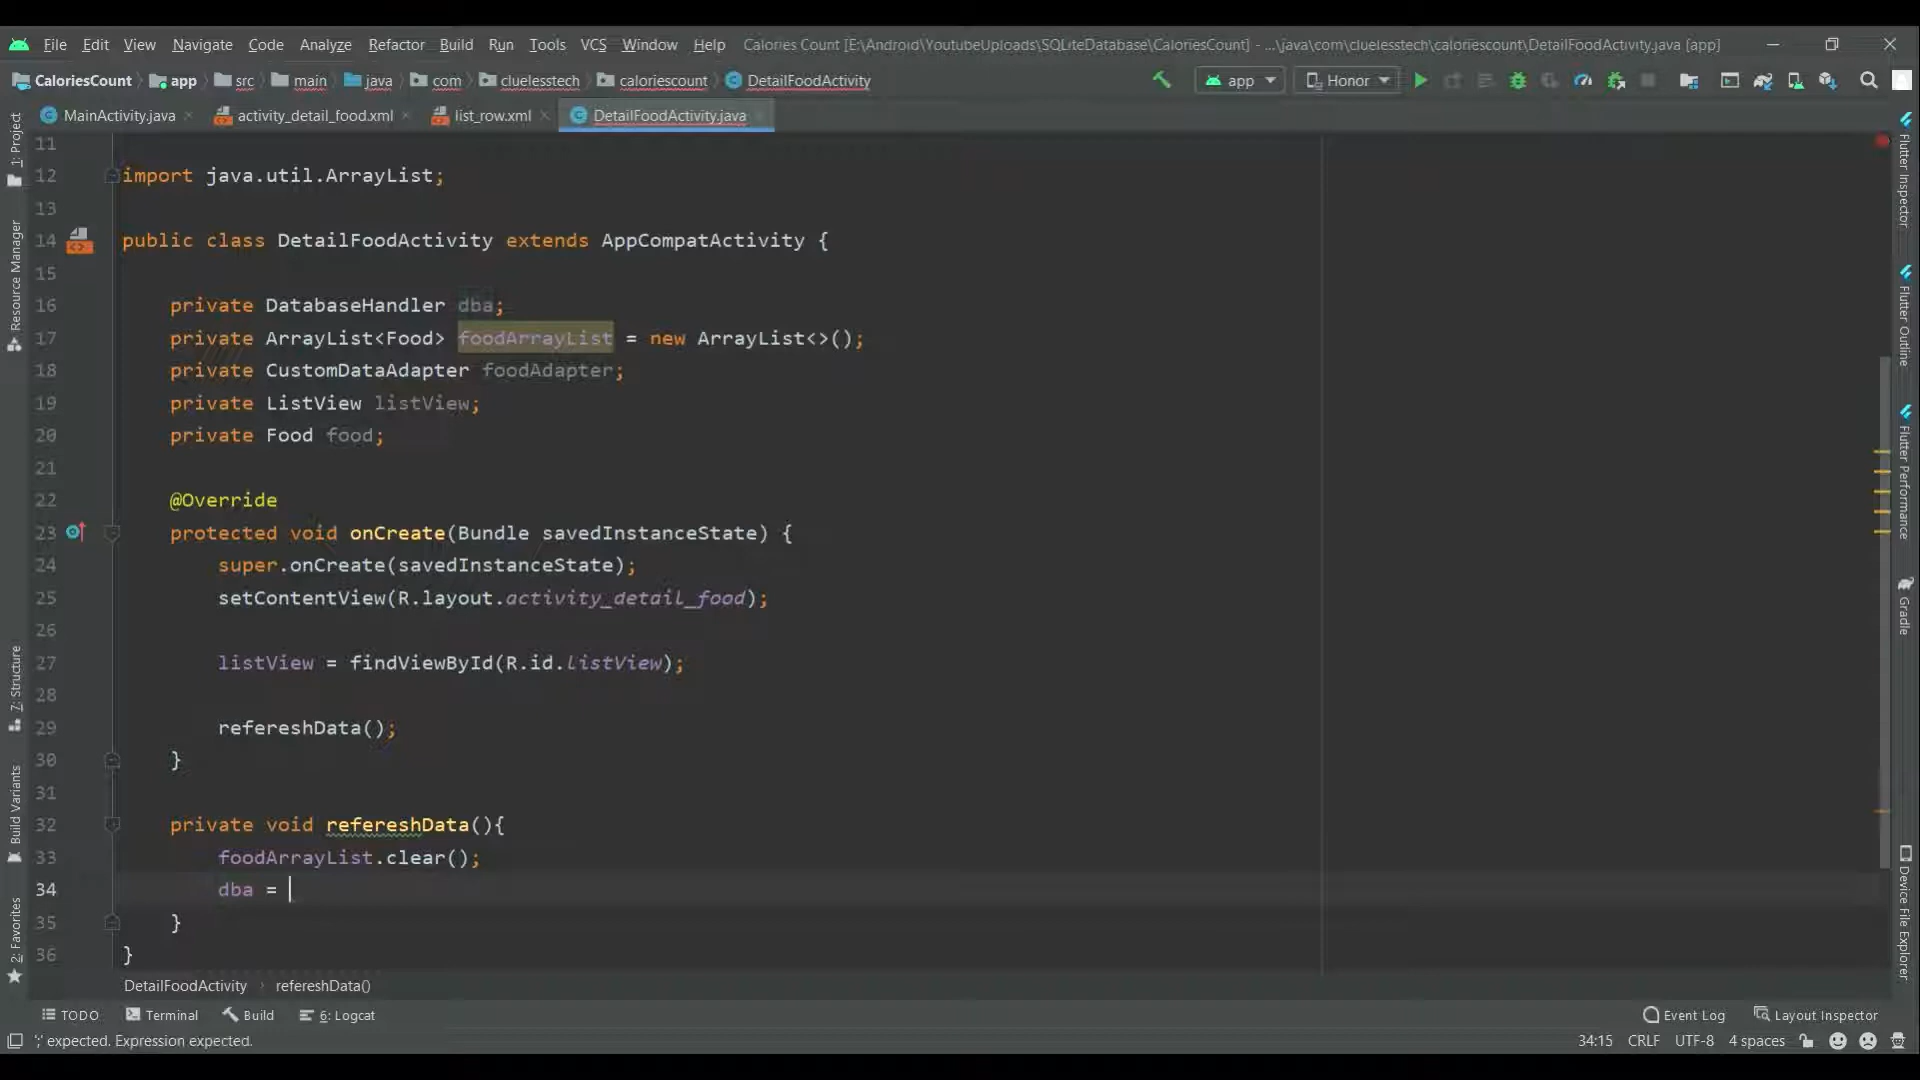 File Edit View Navigate Code Analyze Refactor Build Run Tools VCS Window Help Calories Count [E:\Android\YoutubeUploads\SQLiteDatabase\CaloriesCount] - ...\java\com\cluelesstech\caloriescount\DetailFoodActivity.java [app]
CaloriesCount app src main java com cluelesstech caloriescount DetailFoodActivity app Honor
MainActivity.java activity_detail_food.xml list_row.xml DetailFoodActivity.java
11
12 import java.util.ArrayList;
13
14 public class DetailFoodActivity extends AppCompatActivity {
15
16 private DatabaseHandler dba;
17 private ArrayList<Food> foodArrayList = new ArrayList<>();
18 private CustomDataAdapter foodAdapter;
19 private ListView listView;
20 private Food food;
21
22 @Override
23 protected void onCreate(Bundle savedInstanceState) {
24 super.onCreate(savedInstanceState);
25 setContentView(R.layout.activity_detail_food);
26
27 listView = findViewById(R.id.listView);
28
29 refereshData();
30 }
31
32 private void refereshData(){
33 foodArrayList.clear();
34 dba =
35 }
36 }
DetailFoodActivity › refereshData()
TODO Terminal Build 6: Logcat Event Log Layout Inspector
';' expected. Expression expected. 34:15 CRLF UTF-8 4 spaces
1: Project
Resource Manager
7: Structure
Build Variants
2: Favorites
Flutter Inspector
Flutter Outline
Flutter Performance
Gradle
Device File Explorer